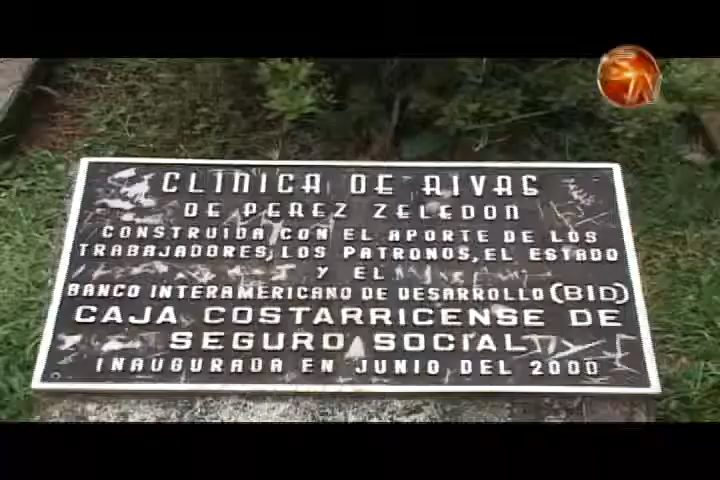 CLINICA DE RIVAS
DE PEREZ ZELEDON
CONSTRUIDA CON EL APORTE DE LOS
TRABAJADORES, LOS PATRONOS, EL ESTADO
Y EL
BANCO INTERAMERICANO DE DESARROLLO (BID)
CAJA COSTARRICENSE DE
SEGURO SOCIAL
INAUGURADA EN JUNIO DEL 2000